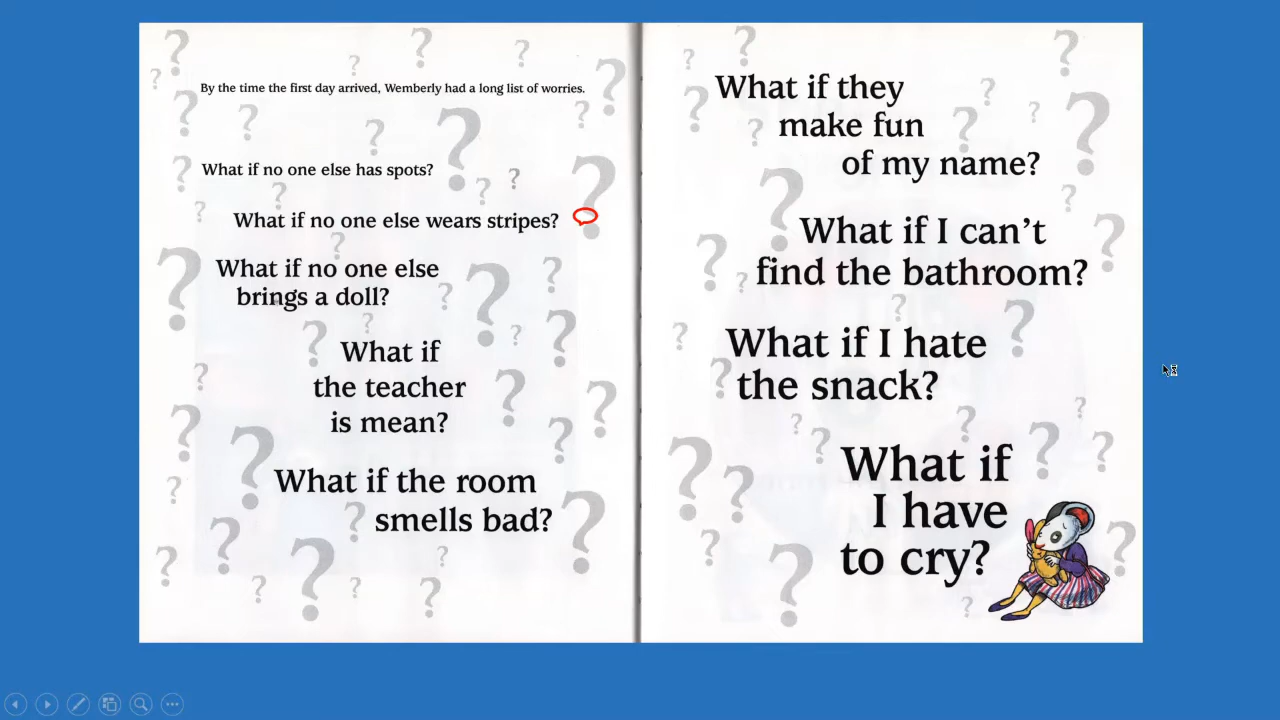 By the time the first day arrived, Wemberly had a long list of worries.
What if no one else has spots?
What if no one else wears stripes?
What if no one else
brings a doll?
What if
the teacher
is mean?
What if the room
smells bad?
What if they
make fun
of my name?
What if I can't
find the bathroom?
What if I hate
the snack?
What if
I have
to cry?